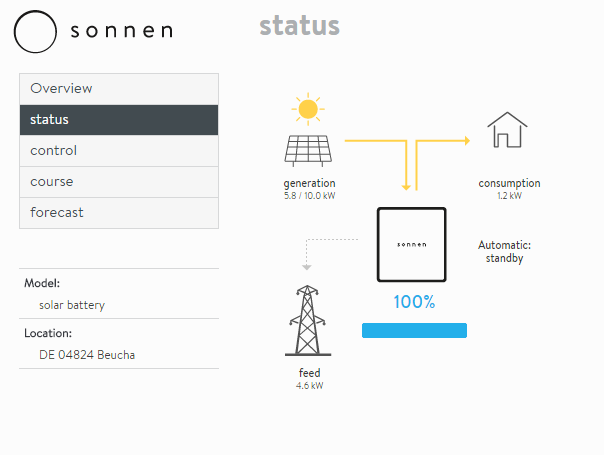 sonnen
status
Overview
status
control
course
forecast
Model:
solar battery
Location:
DE 04824 Beucha
generation
5.8 / 10.0 kW
consumption
1.2 kW
sonnen
Automatic:
standby
100%
feed
4.6 kW